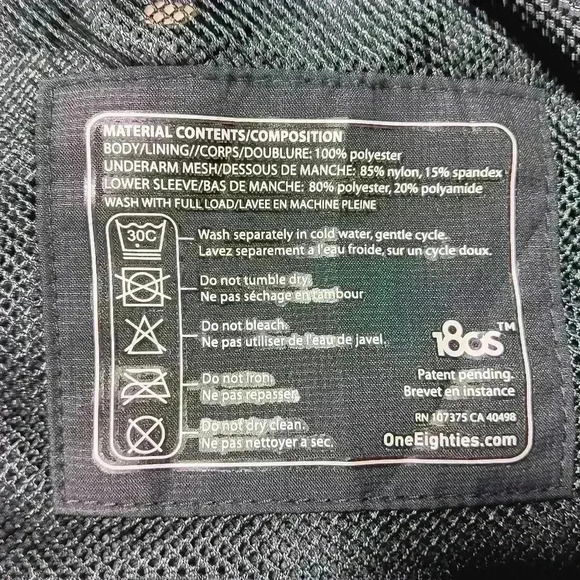 MATERIAL CONTENTS/COMPOSITION
BODY/LINING//CORPS/DOUBLURE: 100% polyester
UNDERARM MESH/DESSOUS DE MANCHE: 85% nylon, 15% spandex
LOWER SLEEVE/BAS DE MANCHE: 80% polyester, 20% polyamide
WASH WITH FULL LOAD/LAVEE EN MACHINE PLEINE
30C
Wash separately in cold water, gentle cycle.
Lavez separement à l'eau froide, sur un cycle doux.
Do not tumble dry.
Ne pas séchage en tambour
Do not bleach.
Ne pas utiliser de l'eau de javel.
Do not iron.
Ne pas repasser.
Do not dry clean.
Ne pas nettoyer a sec.
180s™
Patent pending.
Brevet en instance
RN 107375 CA 40498
OneEighties.com